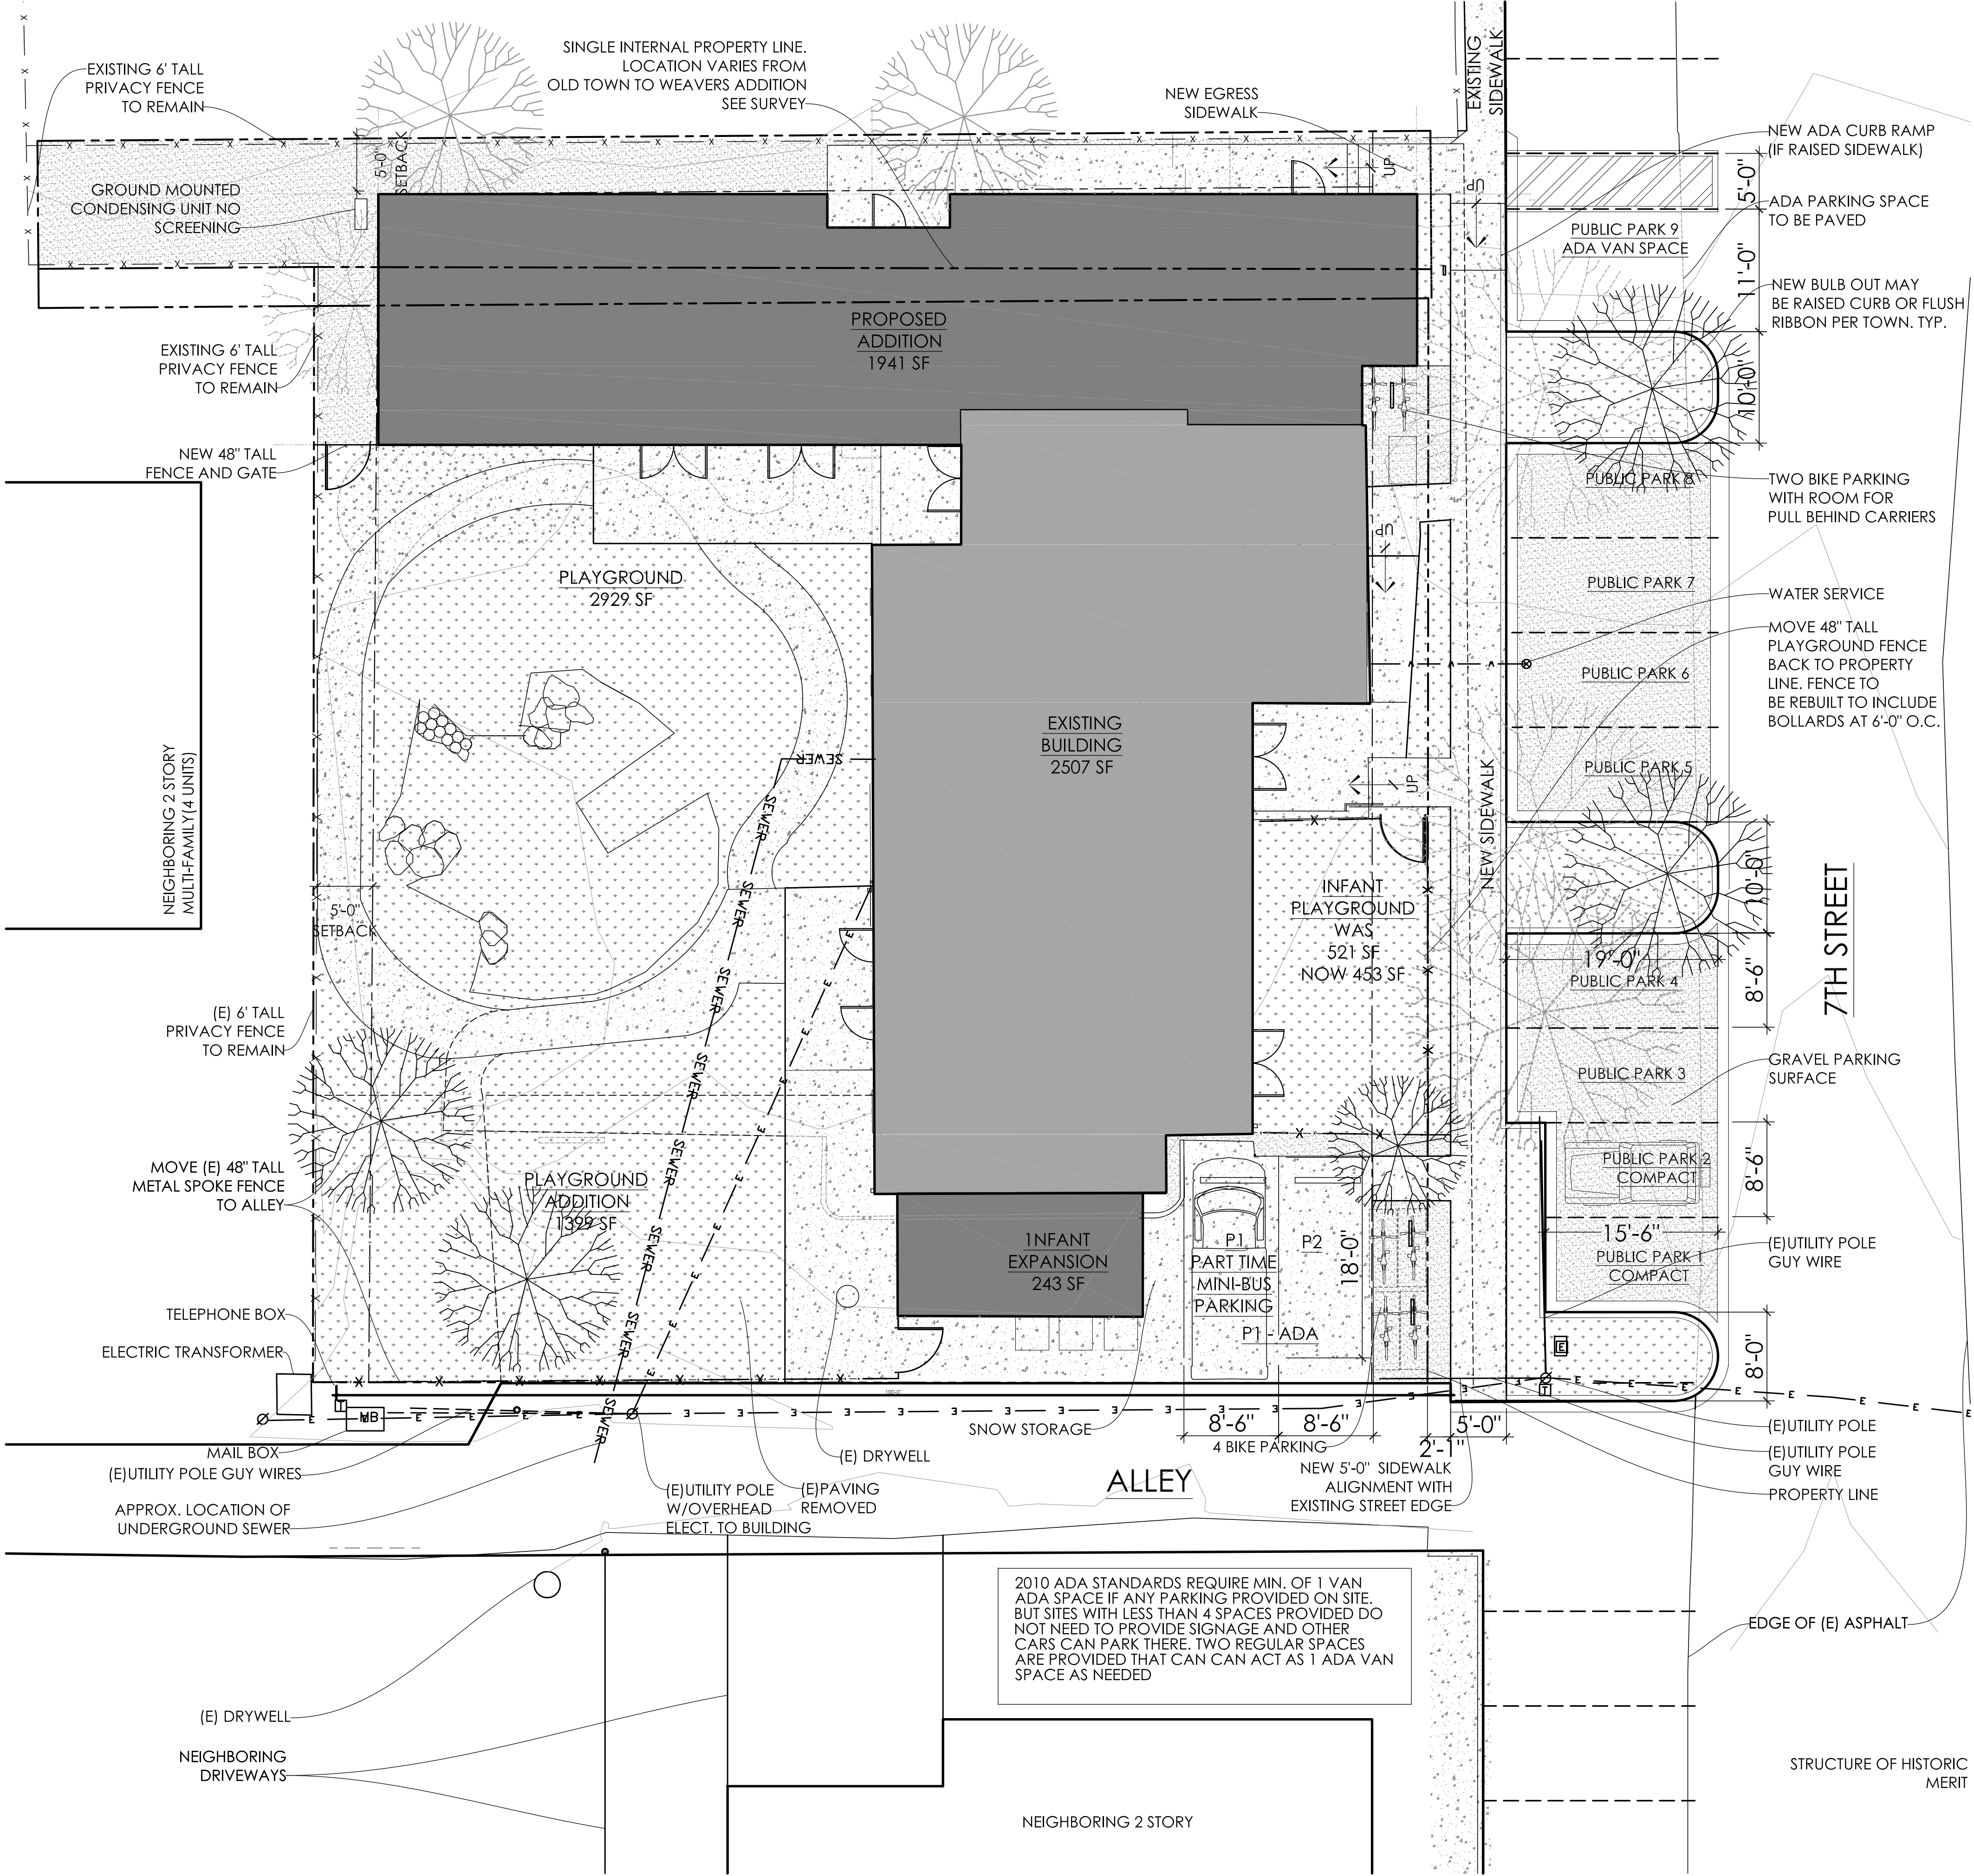 EXISTING 6' TALL
PRIVACY FENCE
TO REMAIN
SINGLE INTERNAL PROPERTY LINE.
LOCATION VARIES FROM
OLD TOWN TO WEAVERS ADDITION
SEE SURVEY
NEW EGRESS
SIDEWALK
EXISTING
SIDEWALK
NEW ADA CURB RAMP
(IF RAISED SIDEWALK)
5'-0"
SETBACK
GROUND MOUNTED
CONDENSING UNIT NO
SCREENING
UP
UP
5'-0"
ADA PARKING SPACE
TO BE PAVED
PUBLIC PARK 9
ADA VAN SPACE
11'-0"
NEW BULB OUT MAY
BE RAISED CURB OR FLUSH
RIBBON PER TOWN. TYP.
PROPOSED
ADDITION
1941 SF
EXISTING 6' TALL
PRIVACY FENCE
TO REMAIN
10'-0"
NEW 48" TALL
FENCE AND GATE
PUBLIC PARK 8
TWO BIKE PARKING
WITH ROOM FOR
PULL BEHIND CARRIERS
UP
PLAYGROUND
2929 SF
PUBLIC PARK 7
WATER SERVICE
MOVE 48" TALL
PLAYGROUND FENCE
BACK TO PROPERTY
LINE. FENCE TO
BE REBUILT TO INCLUDE
BOLLARDS AT 6'-0" O.C.
PUBLIC PARK 6
EXISTING
BUILDING
2507 SF
NEIGHBORING 2 STORY
MULTI-FAMILY (4 UNITS)
SEWER
SEWER
UP
PUBLIC PARK 5
NEW SIDEWALK
10'-0"
7TH STREET
5'-0"
SETBACK
SEWER
E
INFANT
PLAYGROUND
WAS
521 SF
NOW 453 SF
19'-0"
PUBLIC PARK 4
8'-6"
SEWER
E
(E) 6' TALL
PRIVACY FENCE
TO REMAIN
SEWER
E
GRAVEL PARKING
SURFACE
PUBLIC PARK 3
MOVE (E) 48" TALL
METAL SPOKE FENCE
TO ALLEY
SEWER
E
PLAYGROUND
ADDITION
1399 SF
PUBLIC PARK 2
COMPACT
8'-6"
SEWER
E
1NFANT
EXPANSION
243 SF
P1
PART TIME
MINI-BUS
PARKING
P2
18'-0"
P1 - ADA
15'-6"
PUBLIC PARK 1
COMPACT
(E)UTILITY POLE
GUY WIRE
TELEPHONE BOX
ELECTRIC TRANSFORMER
SEWER
E
E
8'-0"
T
MB
T
E E E E
SEWER
E E E E E E
100'-0"
SNOW STORAGE
8'-6"
8'-6"
2'-1"
5'-0"
4 BIKE PARKING
(E)UTILITY POLE
MAIL BOX
(E)UTILITY POLE GUY WIRES
(E) DRYWELL
(E)UTILITY POLE
GUY WIRE
NEW 5'-0" SIDEWALK
ALIGNMENT WITH
EXISTING STREET EDGE
PROPERTY LINE
APPROX. LOCATION OF
UNDERGROUND SEWER
(E)UTILITY POLE
W/OVERHEAD
ELECT. TO BUILDING
(E)PAVING
REMOVED
ALLEY
2010 ADA STANDARDS REQUIRE MIN. OF 1 VAN
ADA SPACE IF ANY PARKING PROVIDED ON SITE.
BUT SITES WITH LESS THAN 4 SPACES PROVIDED DO
NOT NEED TO PROVIDE SIGNAGE AND OTHER
CARS CAN PARK THERE. TWO REGULAR SPACES
ARE PROVIDED THAT CAN CAN ACT AS 1 ADA VAN
SPACE AS NEEDED
EDGE OF (E) ASPHALT
(E) DRYWELL
NEIGHBORING
DRIVEWAYS
STRUCTURE OF HISTORIC
MERIT
NEIGHBORING 2 STORY